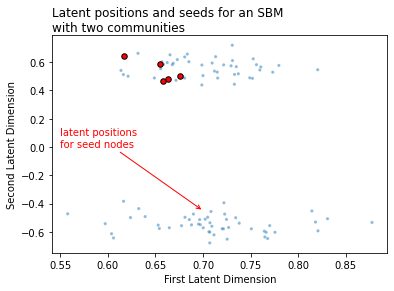 Latent positions and seeds for an SBM
with two communities
Second Latent Dimension
0.6
0.4
0.2
0.0
−0.2
−0.4
−0.6
latent positions
for seed nodes
0.55
0.60
0.65
0.70
0.75
0.80
0.85
First Latent Dimension